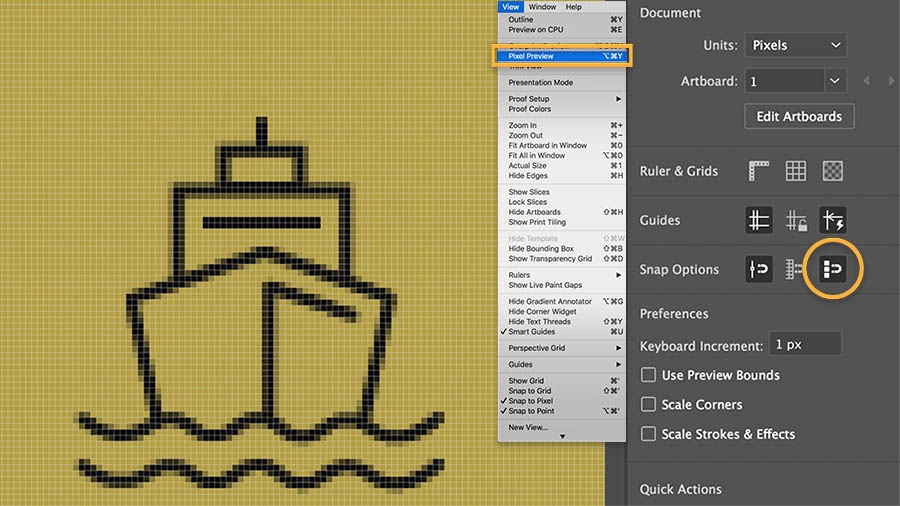 View Window Help
Outline ⌘Y
Preview on CPU ⌘E
Pixel Preview ⌥⌘Y
Presentation Mode
Proof Setup ▶
Proof Colors
Zoom In ⌘+
Zoom Out ⌘−
Fit Artboard in Window ⌘0
Fit All in Window ⌥⌘0
Actual Size ⌘1
Hide Edges ⌘H
Show Slices
Lock Slices
Hide Artboards ⇧⌘H
Show Print Tiling
Hide Template ⇧⌘W
Hide Bounding Box ⇧⌘B
Show Transparency Grid ⇧⌘D
Rulers ▶
Show Live Paint Gaps
Hide Gradient Annotator ⌥⌘G
Hide Corner Widget
Hide Text Threads ⇧⌘Y
✓ Smart Guides ⌘U
Perspective Grid ▶
Guides ▶
Show Grid ⌘"
Snap to Grid ⇧⌘"
✓ Snap to Pixel
✓ Snap to Point ⌥⌘"
New View...
Document
Units: Pixels
Artboard: 1
Edit Artboards
Ruler & Grids
Guides
Snap Options
Preferences
Keyboard Increment: 1 px
Use Preview Bounds
Scale Corners
Scale Strokes & Effects
Quick Actions